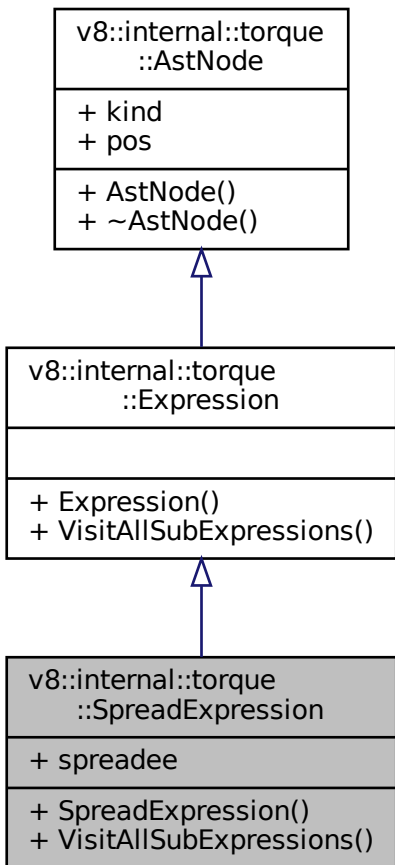 v8::internal::torque
::AstNode
+ kind
+ pos
+ AstNode()
+ ~AstNode()
v8::internal::torque
::Expression
+ Expression()
+ VisitAllSubExpressions()
v8::internal::torque
::SpreadExpression
+ spreadee
+ SpreadExpression()
+ VisitAllSubExpressions()